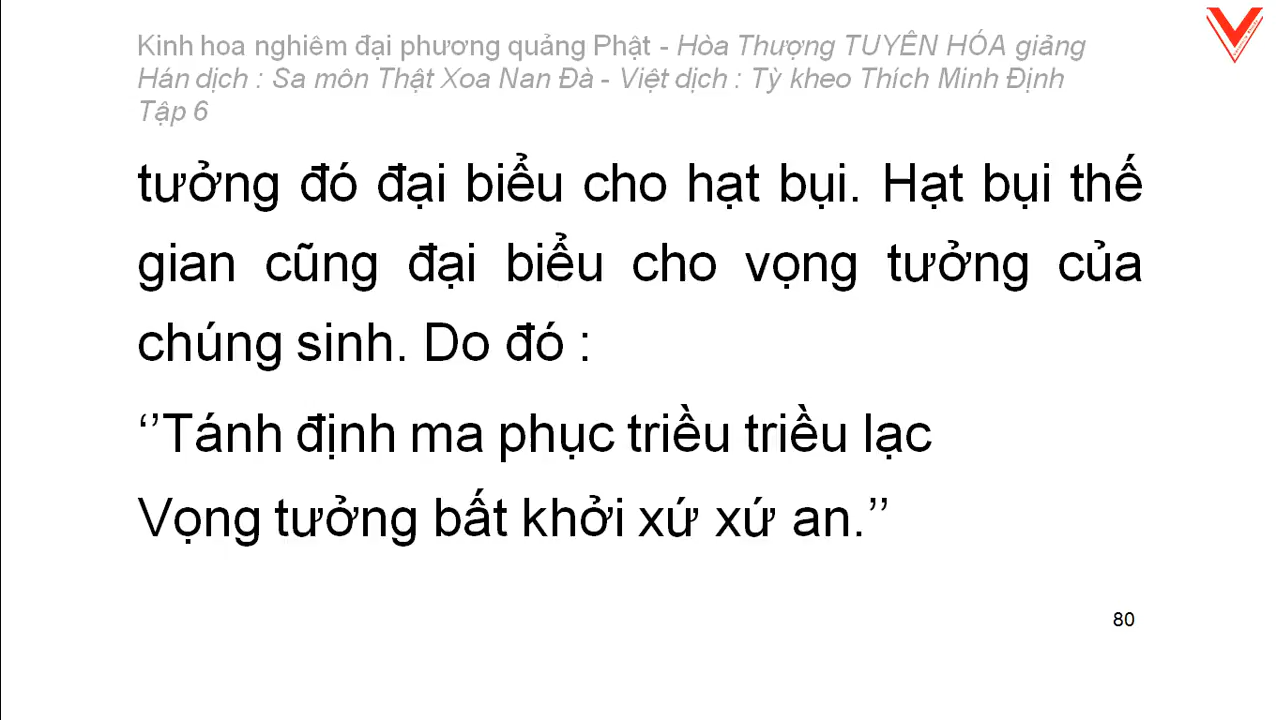 Kinh hoa nghiêm đại phương quảng Phật - Hòa Thượng TUYÊN HÓA giảng
Hán dịch : Sa môn Thật Xoa Nan Đà - Việt dịch : Tỳ kheo Thích Minh Định
Tập 6
tưởng đó đại biểu cho hạt bụi. Hạt bụi thế
gian cũng đại biểu cho vọng tưởng của
chúng sinh. Do đó :
‘’Tánh định ma phục triều triều lạc
Vọng tưởng bất khởi xứ xứ an.’’
80